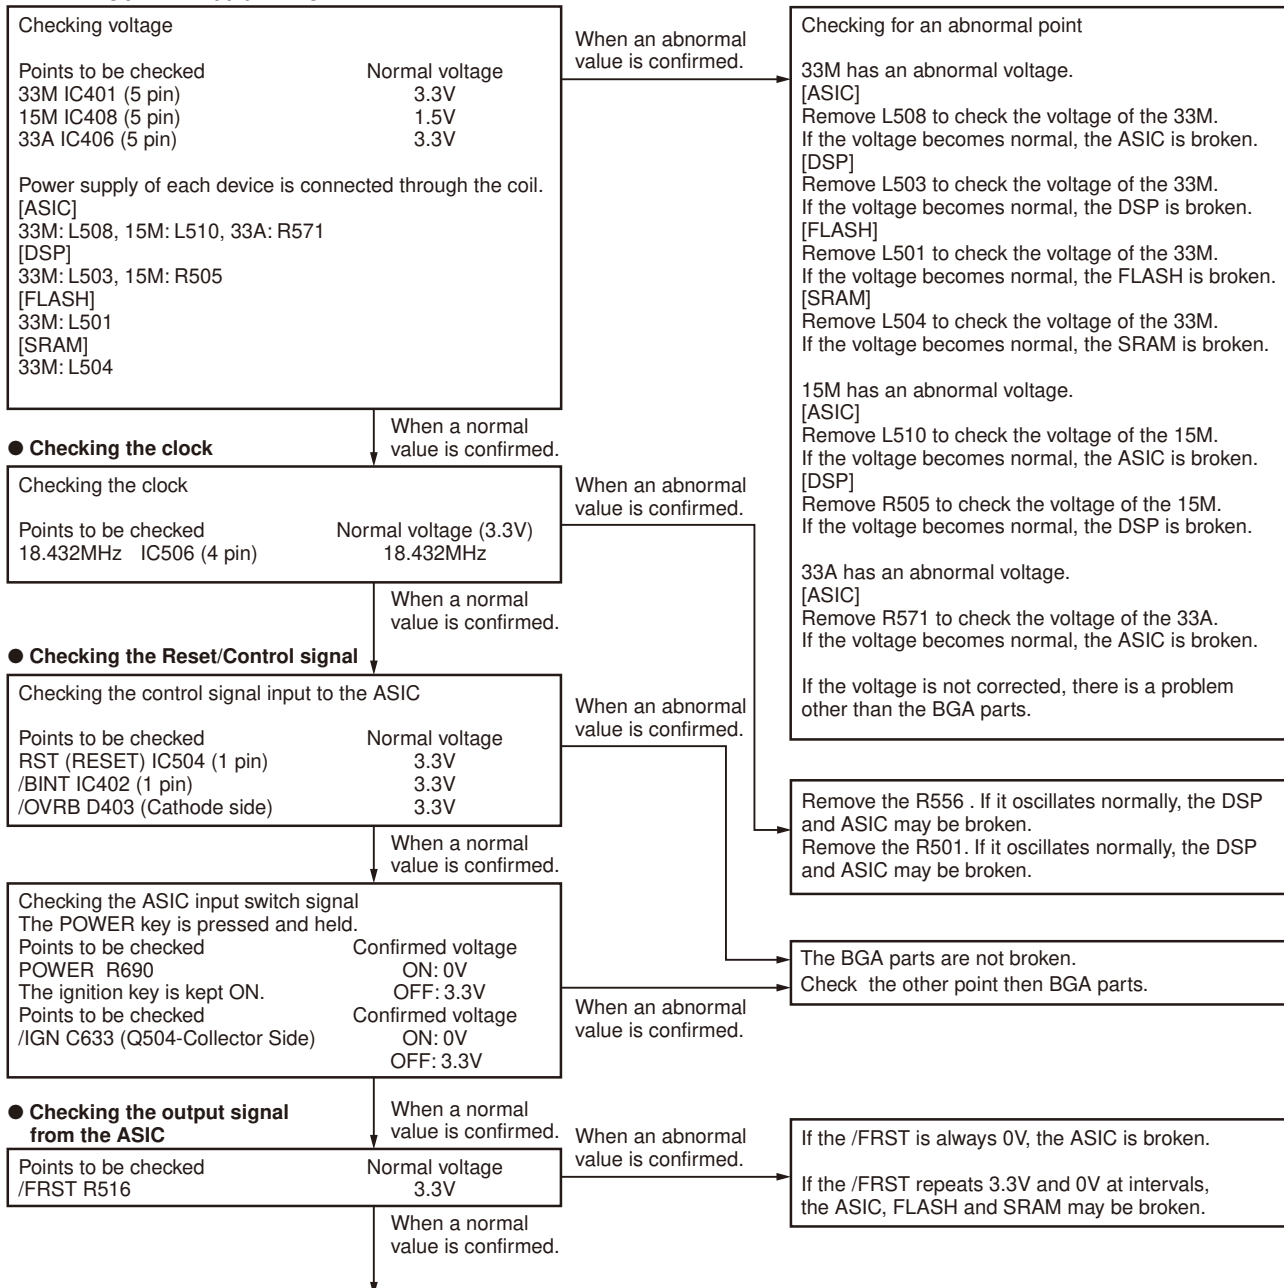 Checking voltage
Points to be checked Normal voltage
33M IC401 (5 pin) 3.3V
15M IC408 (5 pin) 1.5V
33A IC406 (5 pin) 3.3V
Power supply of each device is connected through the coil.
[ASIC]
33M: L508, 15M: L510, 33A: R571
[DSP]
33M: L503, 15M: R505
[FLASH]
33M: L501
[SRAM]
33M: L504
When an abnormal
value is confirmed.
Checking for an abnormal point
33M has an abnormal voltage.
[ASIC]
Remove L508 to check the voltage of the 33M.
If the voltage becomes normal, the ASIC is broken.
[DSP]
Remove L503 to check the voltage of the 33M.
If the voltage becomes normal, the DSP is broken.
[FLASH]
Remove L501 to check the voltage of the 33M.
If the voltage becomes normal, the FLASH is broken.
[SRAM]
Remove L504 to check the voltage of the 33M.
If the voltage becomes normal, the SRAM is broken.
15M has an abnormal voltage.
[ASIC]
Remove L510 to check the voltage of the 15M.
If the voltage becomes normal, the ASIC is broken.
[DSP]
Remove R505 to check the voltage of the 15M.
If the voltage becomes normal, the DSP is broken.
33A has an abnormal voltage.
[ASIC]
Remove R571 to check the voltage of the 33A.
If the voltage becomes normal, the ASIC is broken.
If the voltage is not corrected, there is a problem
other than the BGA parts.
When a normal
value is confirmed.
● Checking the clock
Checking the clock
Points to be checked Normal voltage (3.3V)
18.432MHz IC506 (4 pin) 18.432MHz
When an abnormal
value is confirmed.
Remove the R556 . If it oscillates normally, the DSP
and ASIC may be broken.
Remove the R501. If it oscillates normally, the DSP
and ASIC may be broken.
When a normal
value is confirmed.
● Checking the Reset/Control signal
Checking the control signal input to the ASIC
Points to be checked Normal voltage
RST (RESET) IC504 (1 pin) 3.3V
/BINT IC402 (1 pin) 3.3V
/OVRB D403 (Cathode side) 3.3V
When an abnormal
value is confirmed.
When a normal
value is confirmed.
Checking the ASIC input switch signal
The POWER key is pressed and held.
Points to be checked Confirmed voltage
POWER R690 ON: 0V
The ignition key is kept ON. OFF: 3.3V
Points to be checked Confirmed voltage
/IGN C633 (Q504-Collector Side) ON: 0V
OFF: 3.3V
When an abnormal
value is confirmed.
The BGA parts are not broken.
Check the other point then BGA parts.
When a normal
value is confirmed.
● Checking the output signal
from the ASIC
Points to be checked Normal voltage
/FRST R516 3.3V
When an abnormal
value is confirmed.
If the /FRST is always 0V, the ASIC is broken.
If the /FRST repeats 3.3V and 0V at intervals,
the ASIC, FLASH and SRAM may be broken.
When a normal
value is confirmed.